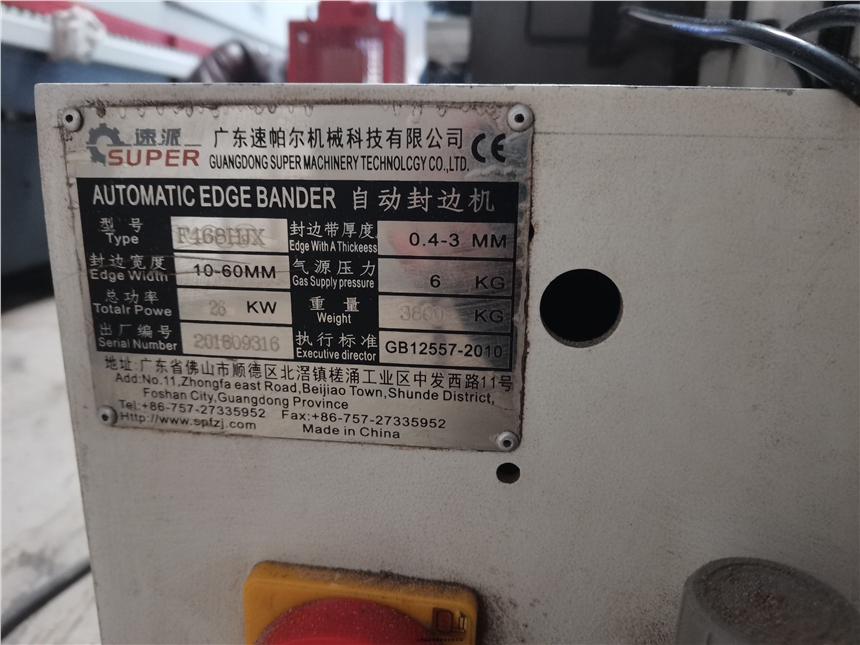 速派 广东速帕尔机械科技有限公司 CE
SUPER GUANGDONG SUPER MACHINERY TECHNOLCGY CO.,LTD.
AUTOMATIC EDGE BANDER 自动封边机
型号 F468HJX 封边带厚度 0.4-3 MM
Type Edge With A Thickeess
封边宽度 10-60MM 气源压力 6 KG
Edge Width Gas Supply pressure
总功率 26 KW 重量 3800 KG
Totalr Powe Weight
出厂编号 201809316 执行标准 GB12557-2010
Serial Number Executive director
地址:广东省佛山市顺德区北滘镇槎涌工业区中发西路11号
Add:No.11,Zhongfa east Road,Beijiao Town,Shunde District,
Foshan City,Guangdong Province
Tel:+86-757-27335952 Fax:+86-757-27335952
Http://www.spfzj.com Made in China